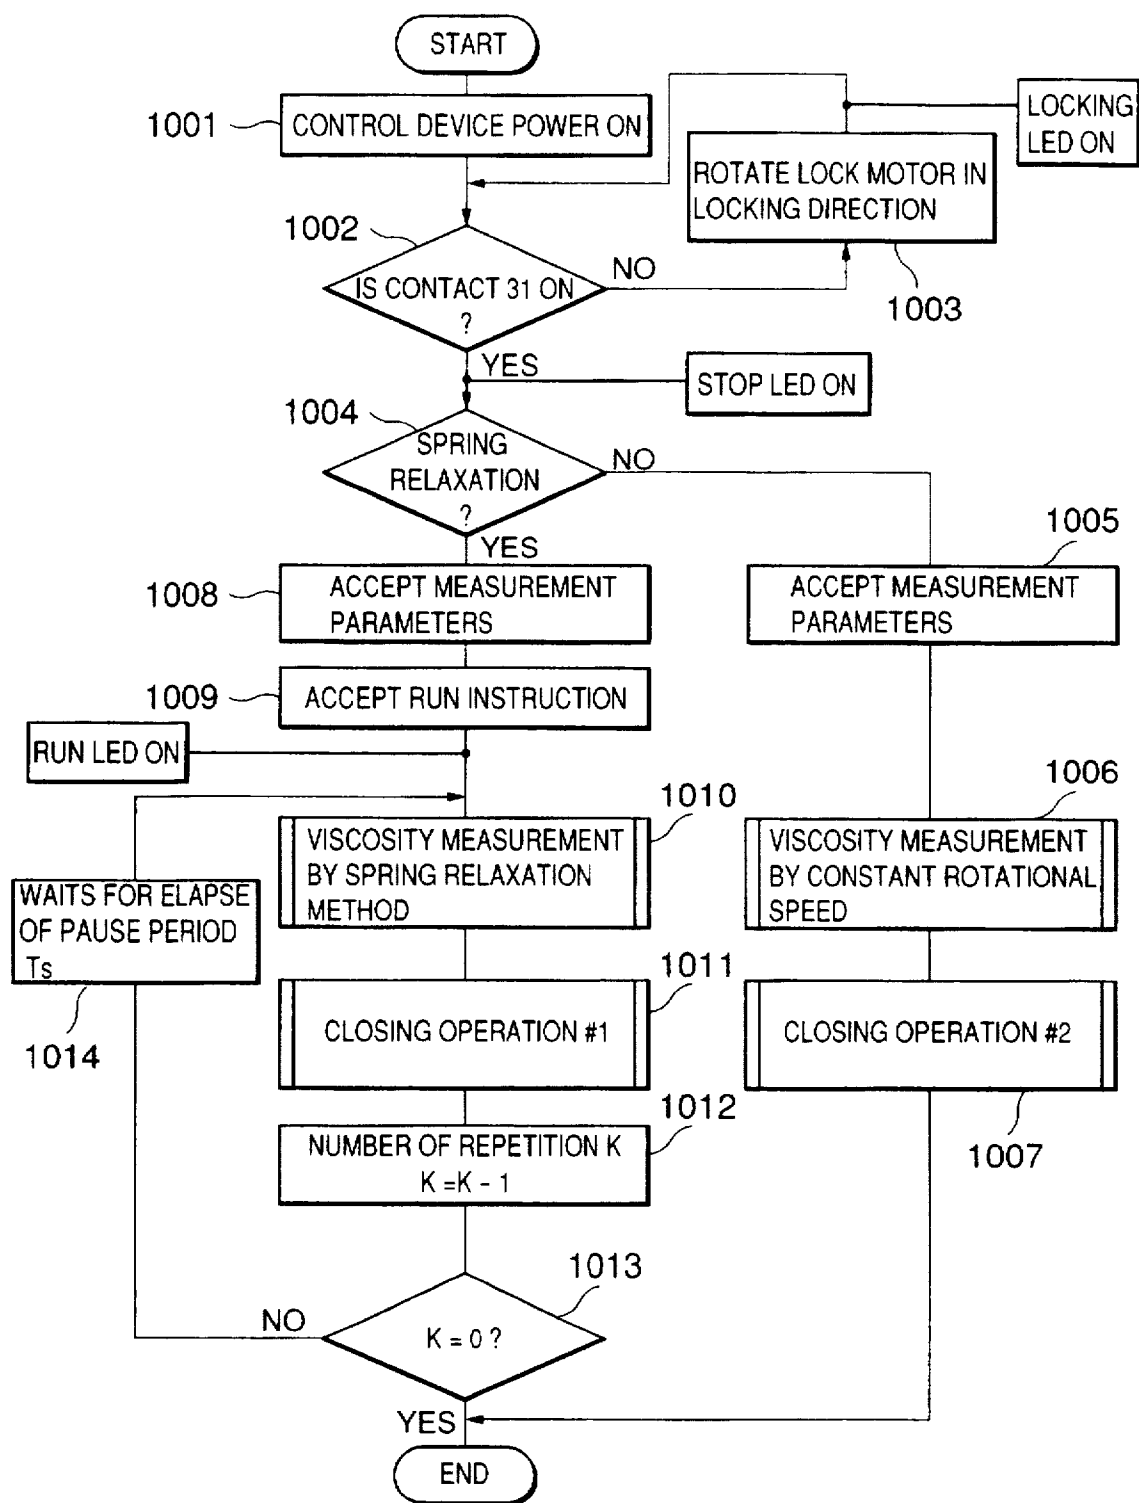 START
1001
CONTROL DEVICE POWER ON
LOCKING
LED ON
ROTATE LOCK MOTOR IN
LOCKING DIRECTION
1003
1002
IS CONTACT 31 ON
?
NO
YES
STOP LED ON
1004
SPRING
RELAXATION
?
NO
YES
1005
ACCEPT MEASUREMENT
PARAMETERS
1008
ACCEPT MEASUREMENT
PARAMETERS
1009
ACCEPT RUN INSTRUCTION
RUN LED ON
1010
VISCOSITY MEASUREMENT
BY SPRING RELAXATION
METHOD
1006
VISCOSITY MEASUREMENT
BY CONSTANT ROTATIONAL
SPEED
WAITS FOR ELAPSE
OF PAUSE PERIOD
Ts
1014
1011
CLOSING OPERATION #1
CLOSING OPERATION #2
1007
1012
NUMBER OF REPETITION K
K =K - 1
1013
K = 0 ?
NO
YES
END